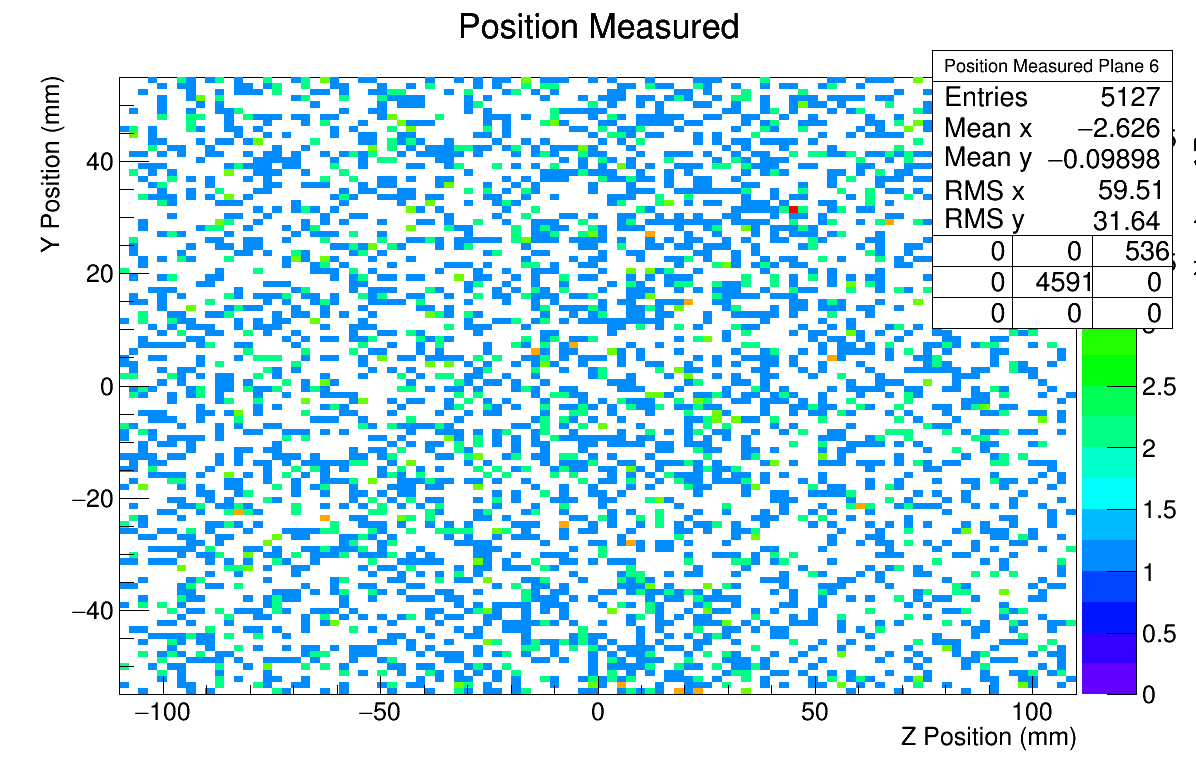 Position Measured
Position Measured Plane 6
Entries 5127
Mean x −2.626
Mean y −0.09898
RMS x 59.51
RMS y 31.64
0 0 536
0 4591 0
0 0 0
Y Position (mm)
40
20
0
−20
−40
2.5
2
1.5
1
0.5
0
−100 −50 0 50 100
Z Position (mm)